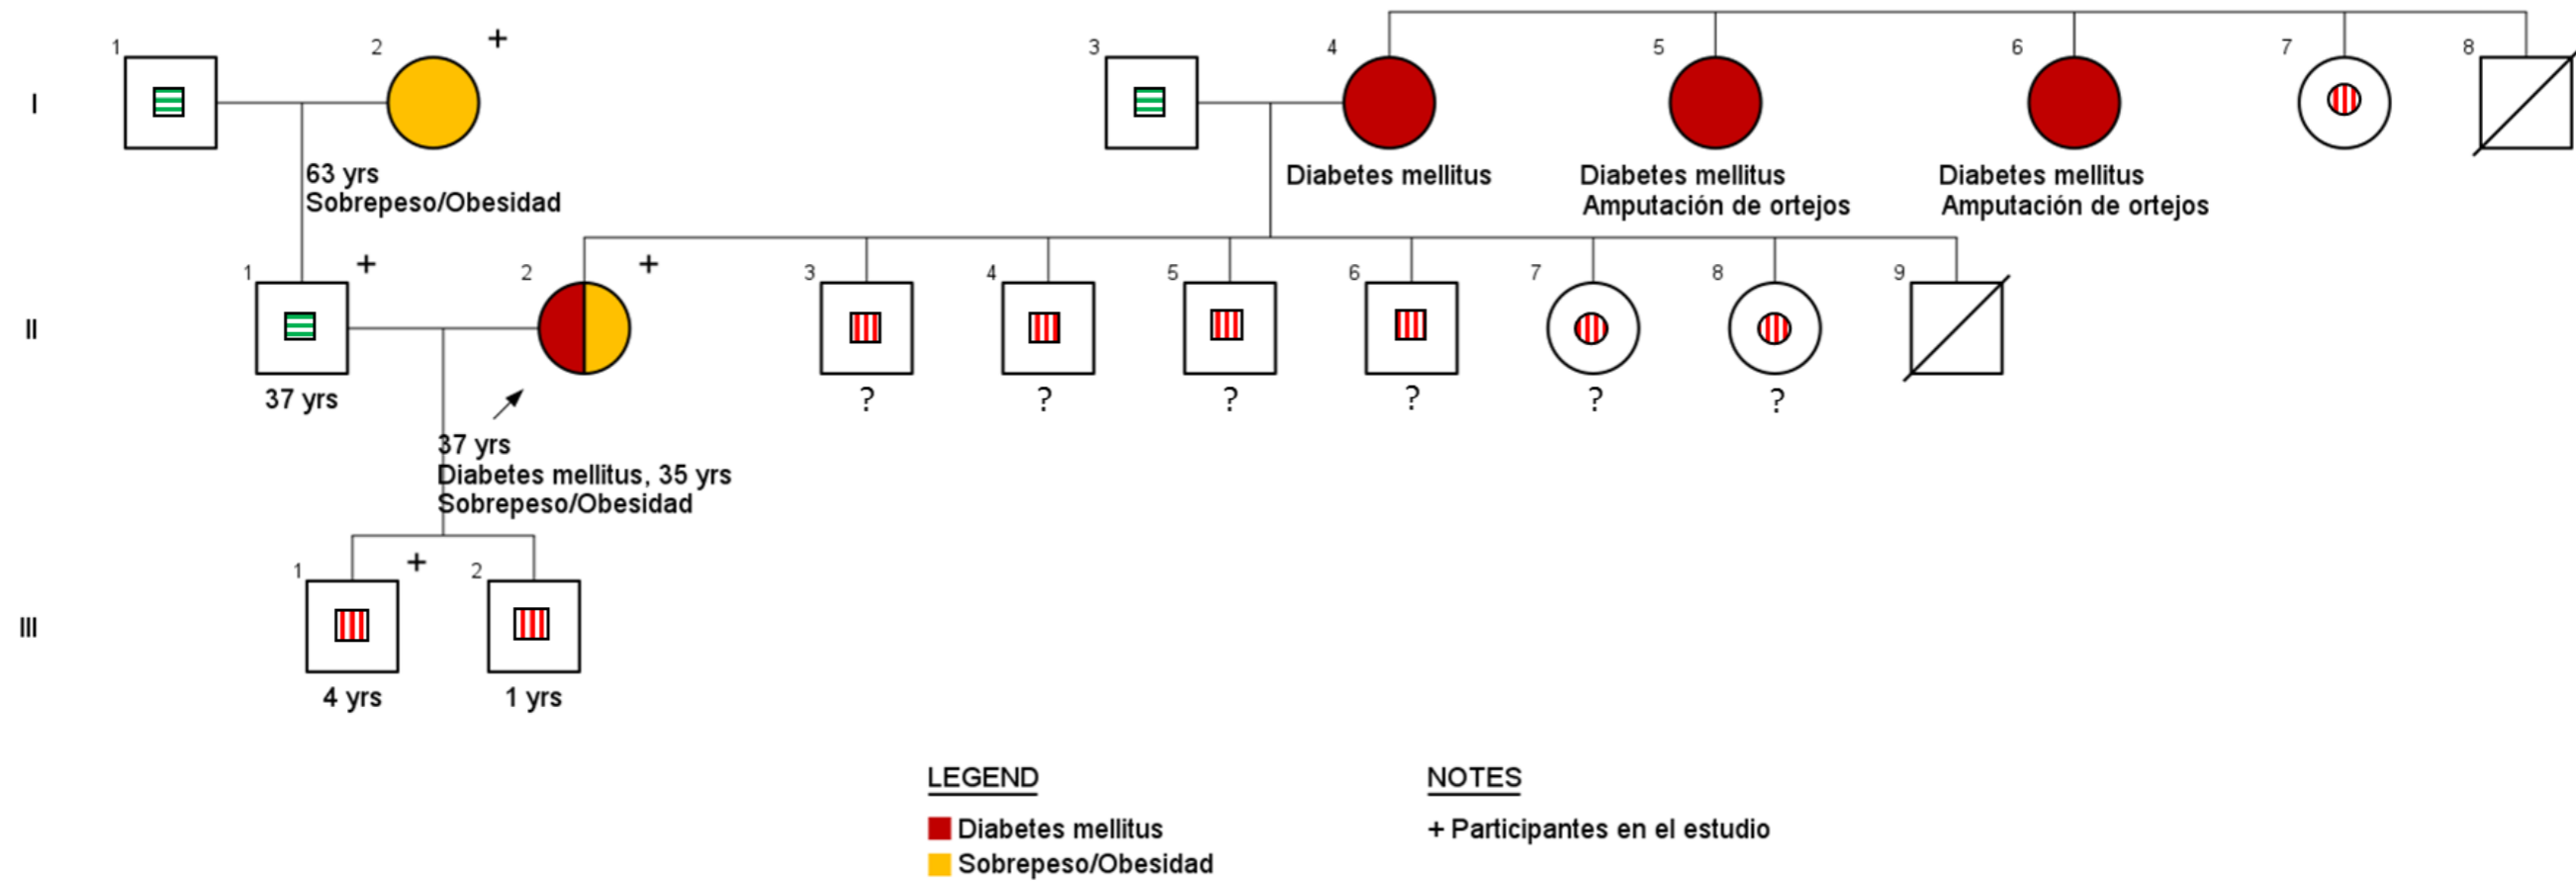 1 2 + 3 4 5 6 7 8
I
63 yrs
Sobrepeso/Obesidad
Diabetes mellitus
Diabetes mellitus
Amputación de ortejos
Diabetes mellitus
Amputación de ortejos
1 + 2 + 3 4 5 6 7 8 9
II
37 yrs
? ? ? ? ? ?
37 yrs
Diabetes mellitus, 35 yrs
Sobrepeso/Obesidad
1 + 2
III
4 yrs
1 yrs
LEGEND
Diabetes mellitus
Sobrepeso/Obesidad
NOTES
+ Participantes en el estudio